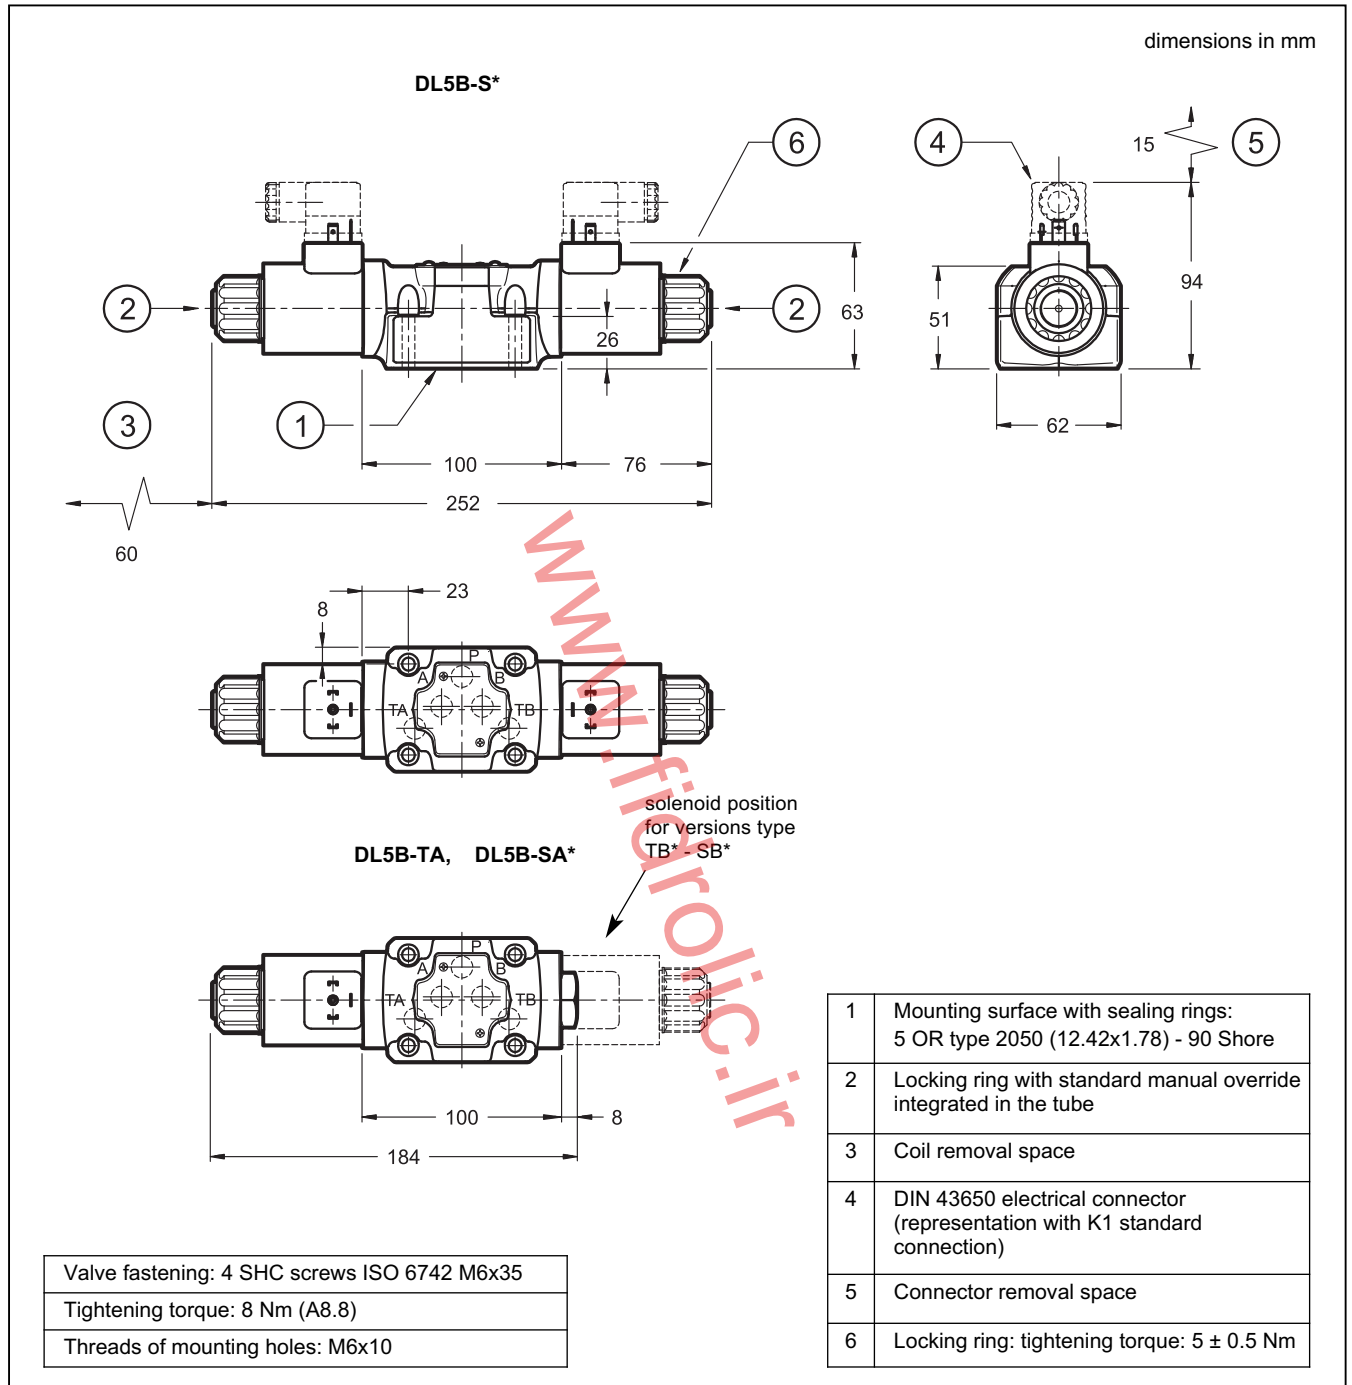 dimensions in mm
DL5B-S*
6
4
15
5
2
2
63
94
51
26
3
1
62
100
76
252
60
23
8
P
A
B
TA
TB
solenoid position
for versions type
TB* - SB*
DL5B-TA, DL5B-SA*
P
A
B
TA
TB
100
8
184
www.fidrolic.ir
1 Mounting surface with sealing rings:
5 OR type 2050 (12.42x1.78) - 90 Shore
2 Locking ring with standard manual override
integrated in the tube
3 Coil removal space
4 DIN 43650 electrical connector
(representation with K1 standard
connection)
5 Connector removal space
6 Locking ring: tightening torque: 5 ± 0.5 Nm
Valve fastening: 4 SHC screws ISO 6742 M6x35
Tightening torque: 8 Nm (A8.8)
Threads of mounting holes: M6x10